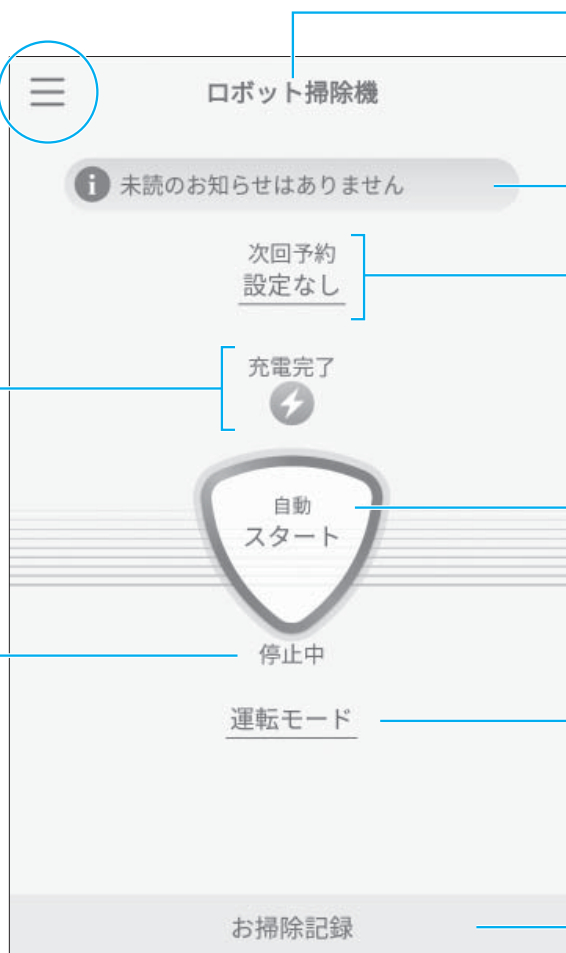 ロボット掃除機
未読のお知らせはありません
次回予約
設定なし
充電完了
自動
スタート
停止中
運転モード
お掃除記録